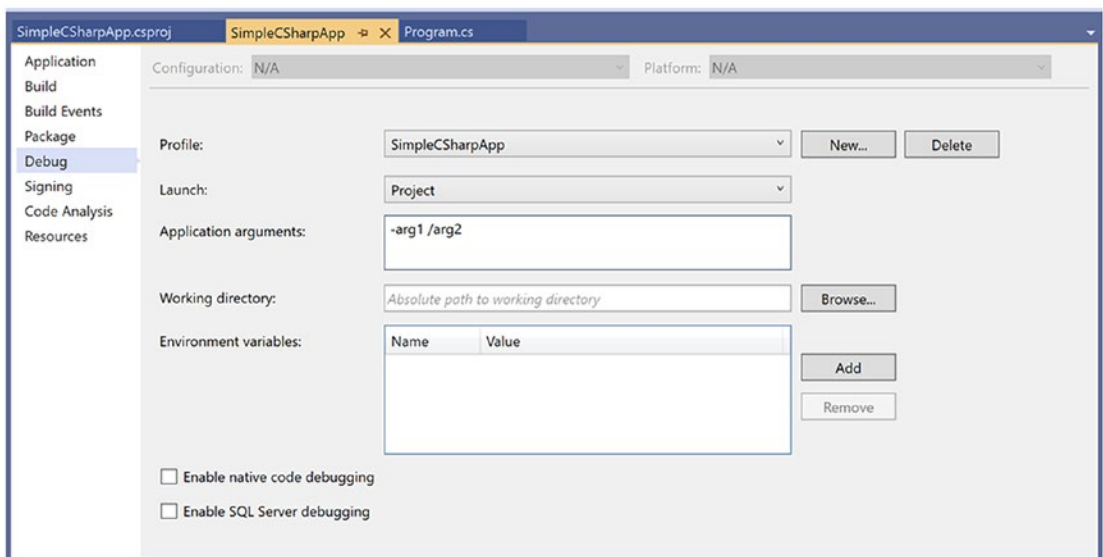 SimpleCSharpApp.csproj SimpleCSharpApp Program.cs
Application
Build
Build Events
Package
Debug
Signing
Code Analysis
Resources
Configuration: N/A Platform: N/A
Profile: SimpleCSharpApp New... Delete
Launch: Project
Application arguments: -arg1 /arg2
Working directory: Absolute path to working directory Browse...
Environment variables: Name Value
Add
Remove
Enable native code debugging
Enable SQL Server debugging